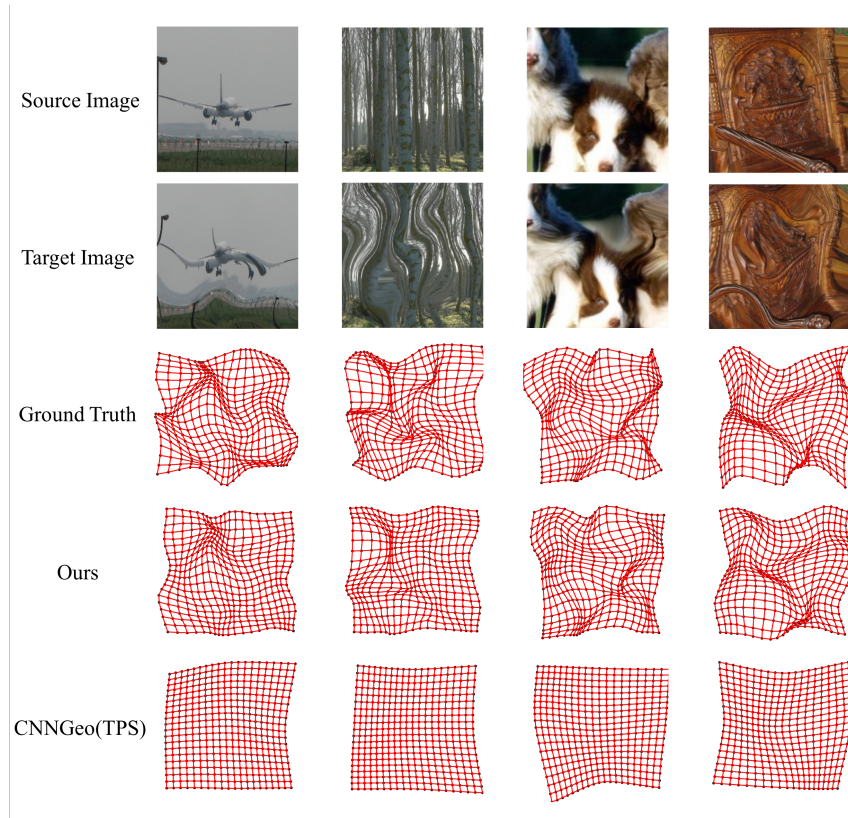 Source Image
Target Image
Ground Truth
Ours
CNNGeo(TPS)